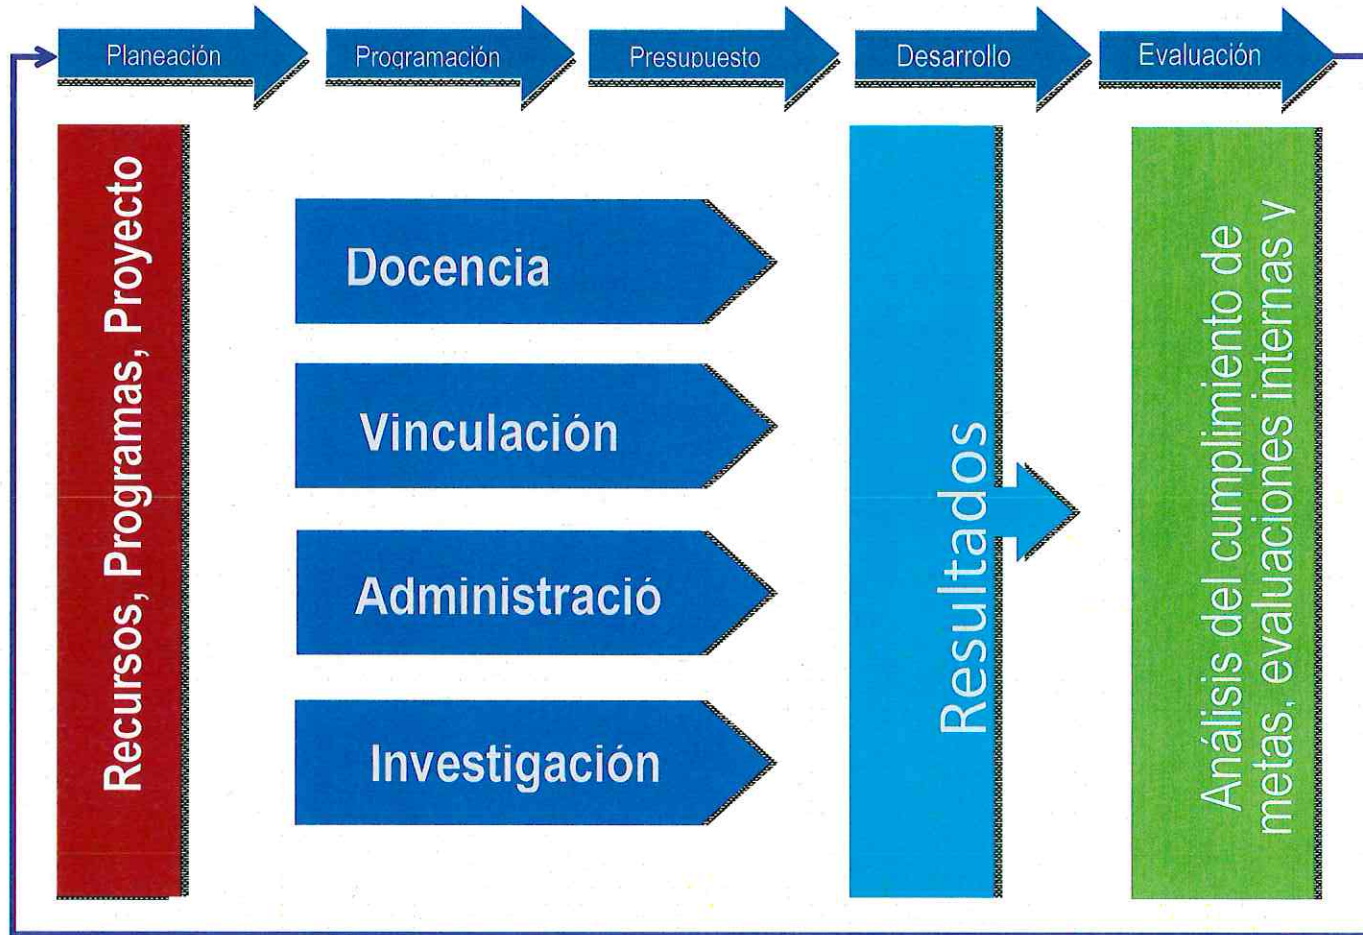 Planeación
Programación
Presupuesto
Desarrollo
Evaluación
Recursos, Programas, Proyecto
Docencia
Vinculación
Administració
Investigación
Resultados
Análisis del cumplimiento de
metas, evaluaciones internas y